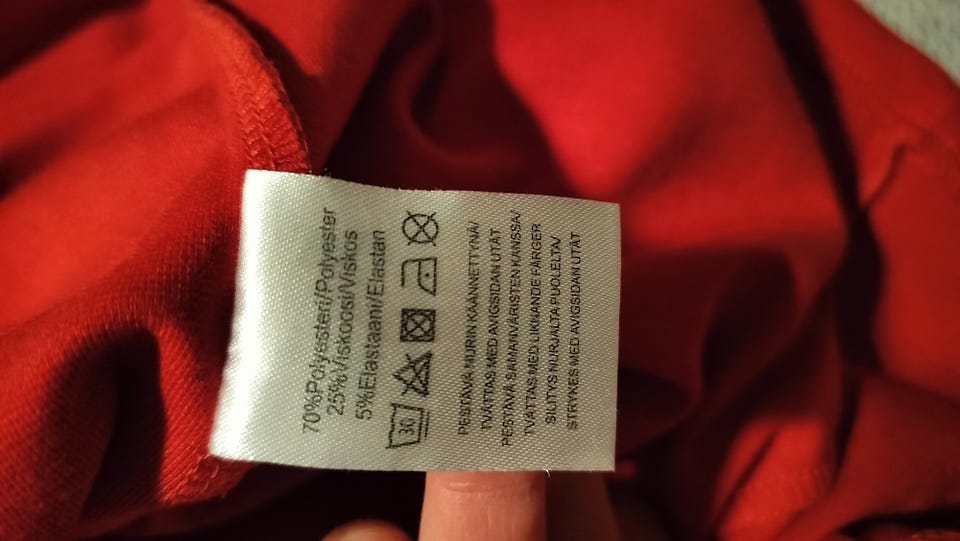 70%Polyesteri/Polyester
25%Viskoosi/Viskos
5%Elastaani/Elastan
30
PESTÄVÄ NURIN KÄÄNNETTYNÄ/
TVÄTTAS MED AVIGSIDAN UTÅT
PESTÄVÄ SAMANVÄRISTEN KANSSA/
TVÄTTAS MED LIKNANDE FÄRGER
SILITYS NURJALTA PUOLELTA/
STRYKES MED AVIGSIDAN UTÅT